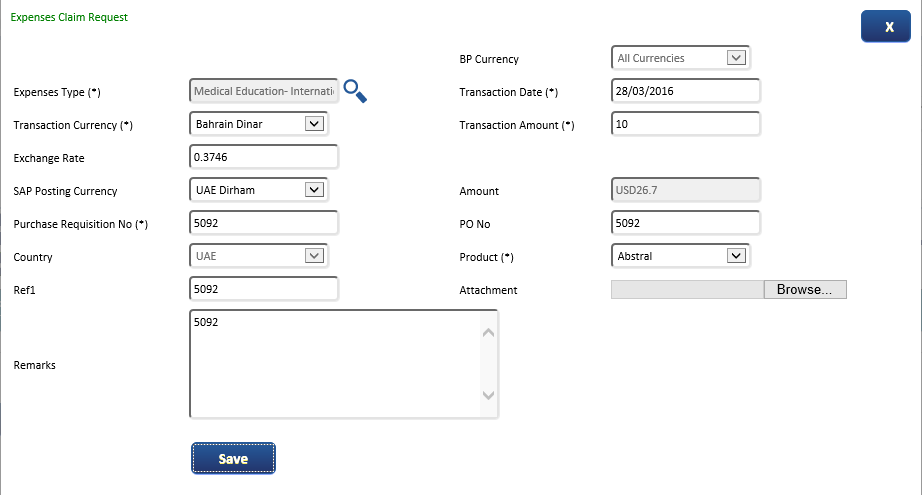 Expenses Claim Request
X
BP Currency All Currencies
Expenses Type (*) Medical Education- Internati Transaction Date (*) 28/03/2016
Transaction Currency (*) Bahrain Dinar Transaction Amount (*) 10
Exchange Rate 0.3746
SAP Posting Currency UAE Dirham Amount USD26.7
Purchase Requisition No (*) 5092 PO No 5092
Country UAE Product (*) Abstral
Ref1 5092 Attachment Browse...
5092
Remarks
Save